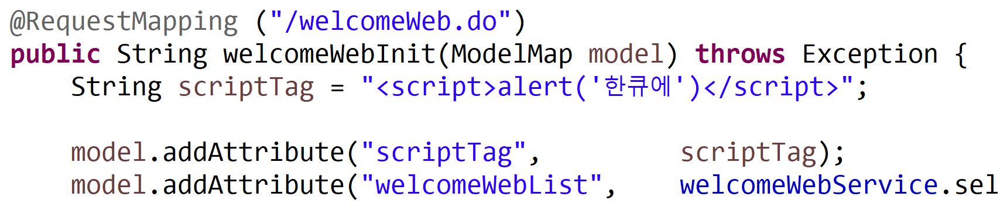 @RequestMapping ("/welcomeWeb.do")
public String welcomeWebInit(ModelMap model) throws Exception {
String scriptTag = "<script>alert('한큐에')</script>";
model.addAttribute("scriptTag", scriptTag);
model.addAttribute("welcomeWebList", welcomeWebService.sel